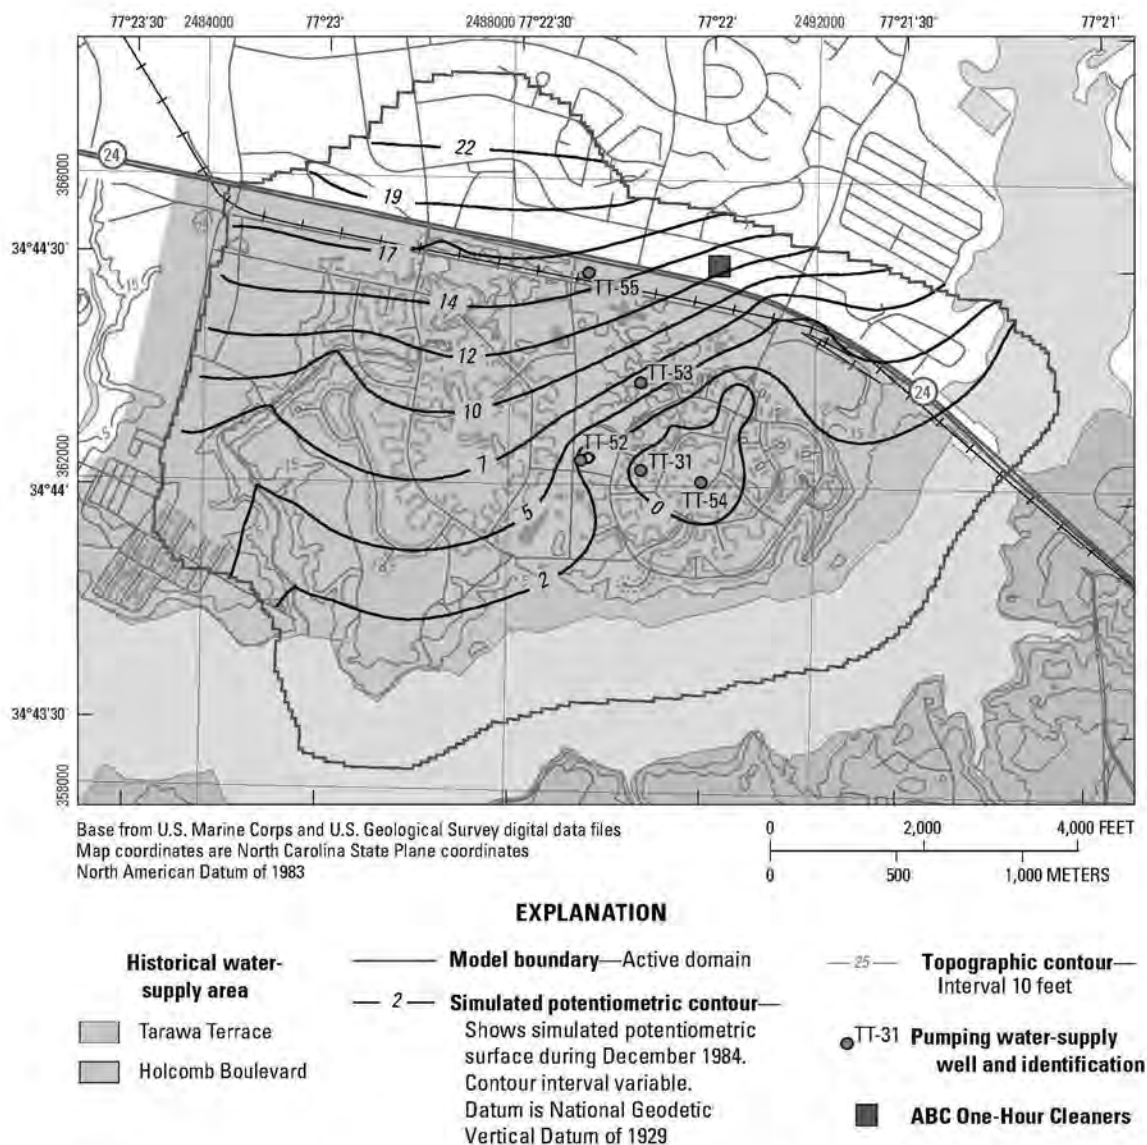 77°23'30" 2484000 77°23' 2488000 77°22'30" 77°22' 2492000 77°21'30" 77°21'
24
22
366000
19
34°44'30"
17
15
TT-55
14
12
TT-53
24
10
TT-52
7
15
TT-31
362000
34°44'
TT-54
0
5
2
34°43'30"
358000
Base from U.S. Marine Corps and U.S. Geological Survey digital data files
Map coordinates are North Carolina State Plane coordinates
North American Datum of 1983
0 2,000 4,000 FEET
0 500 1,000 METERS
EXPLANATION
Historical water-
supply area
Tarawa Terrace
Holcomb Boulevard
Model boundary—Active domain
2 Simulated potentiometric contour—
Shows simulated potentiometric
surface during December 1984.
Contour interval variable.
Datum is National Geodetic
Vertical Datum of 1929
25 Topographic contour—
Interval 10 feet
TT-31 Pumping water-supply
well and identification
ABC One-Hour Cleaners